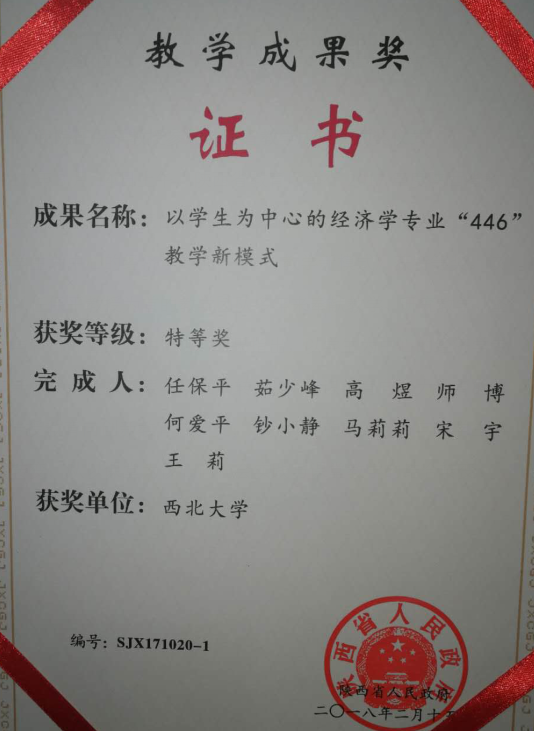 教学成果奖
证书
成果名称：以学生为中心的经济学专业“446”
教学新模式
获奖等级：特等奖
完成人：任保平 茹少峰 高煜 师博
何爱平 钞小静 马莉莉 宋宇
王莉
获奖单位：西北大学
编号：SJX171020-1
陕西省人民政府
陕西省人民政府
二〇一八年二月十